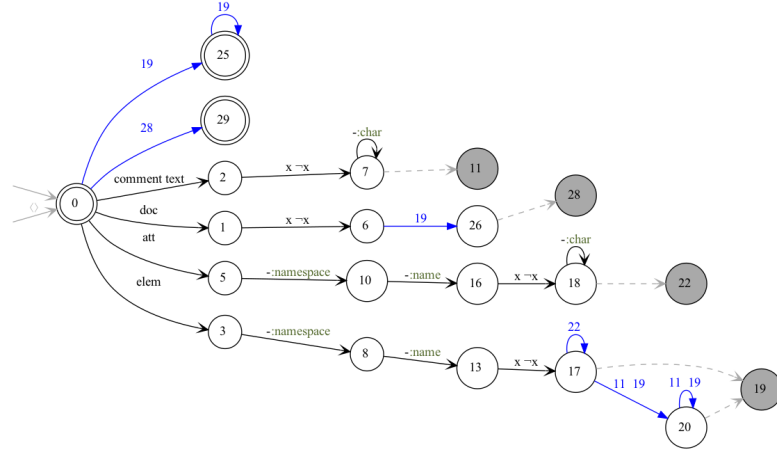 19
25
19
28
29
-:char
comment text
2
x ¬x
7
11
28
0
◇
doc
1
x ¬x
6
19
26
att
-:char
5
-:namespace
10
-:name
16
x ¬x
18
22
elem
3
-:namespace
8
-:name
13
x ¬x
22
17
11 19
11 19
19
20